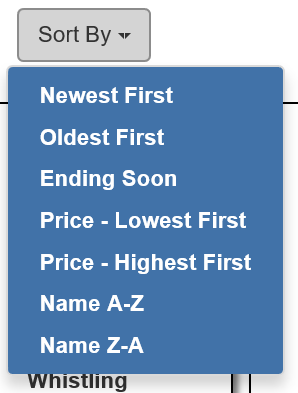 Sort By
Newest First
Oldest First
Ending Soon
Price - Lowest First
Price - Highest First
Name A-Z
Name Z-A
Whistling